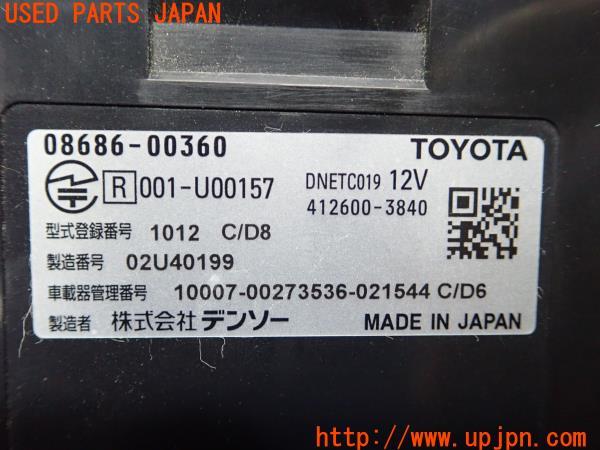 USED PARTS JAPAN
08686-00360 TOYOTA
R 001-U00157 DNETC019 12V
412600-3840
型式登録番号 1012 C/D8
製造番号 02U40199
車載器管理番号 10007-00273536-021544 C/D6
製造者 株式会社 デンソー MADE IN JAPAN
UPJ http://www.upjpn.com